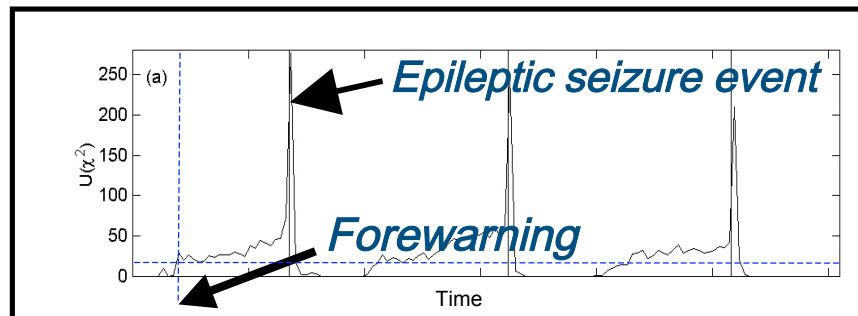 (a)
Epileptic seizure event
250
200
150
100
50
0
U(χ²)
Forewarning
Time